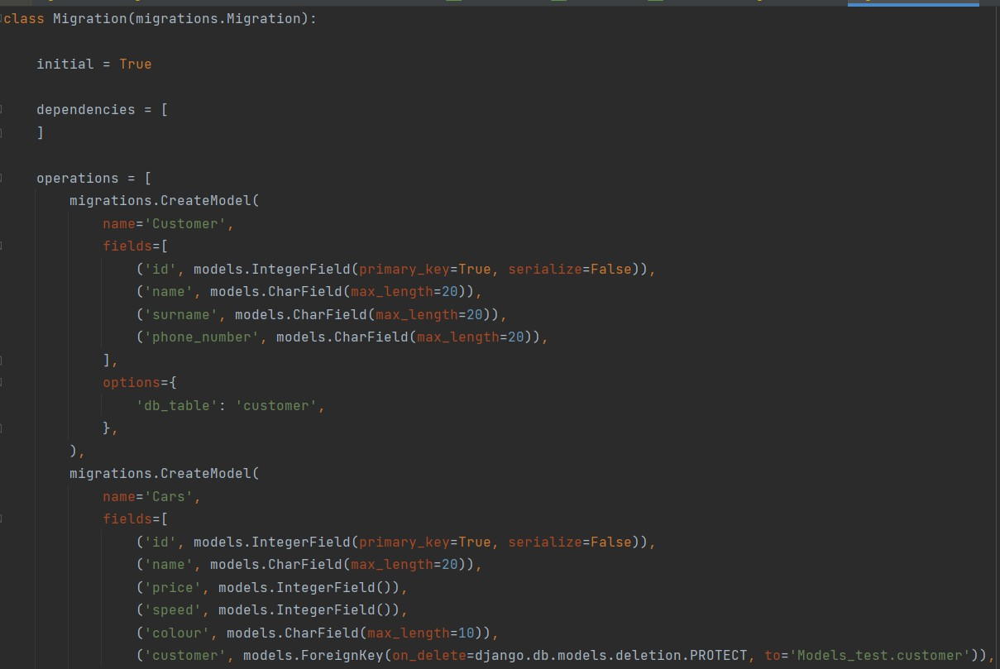 class Migration(migrations.Migration):
initial = True
dependencies = [
]
operations = [
migrations.CreateModel(
name='Customer',
fields=[
('id', models.IntegerField(primary_key=True, serialize=False)),
('name', models.CharField(max_length=20)),
('surname', models.CharField(max_length=20)),
('phone_number', models.CharField(max_length=20)),
],
options={
'db_table': 'customer',
},
),
migrations.CreateModel(
name='Cars',
fields=[
('id', models.IntegerField(primary_key=True, serialize=False)),
('name', models.CharField(max_length=20)),
('price', models.IntegerField()),
('speed', models.IntegerField()),
('colour', models.CharField(max_length=10)),
('customer', models.ForeignKey(on_delete=django.db.models.deletion.PROTECT, to='Models_test.customer')),